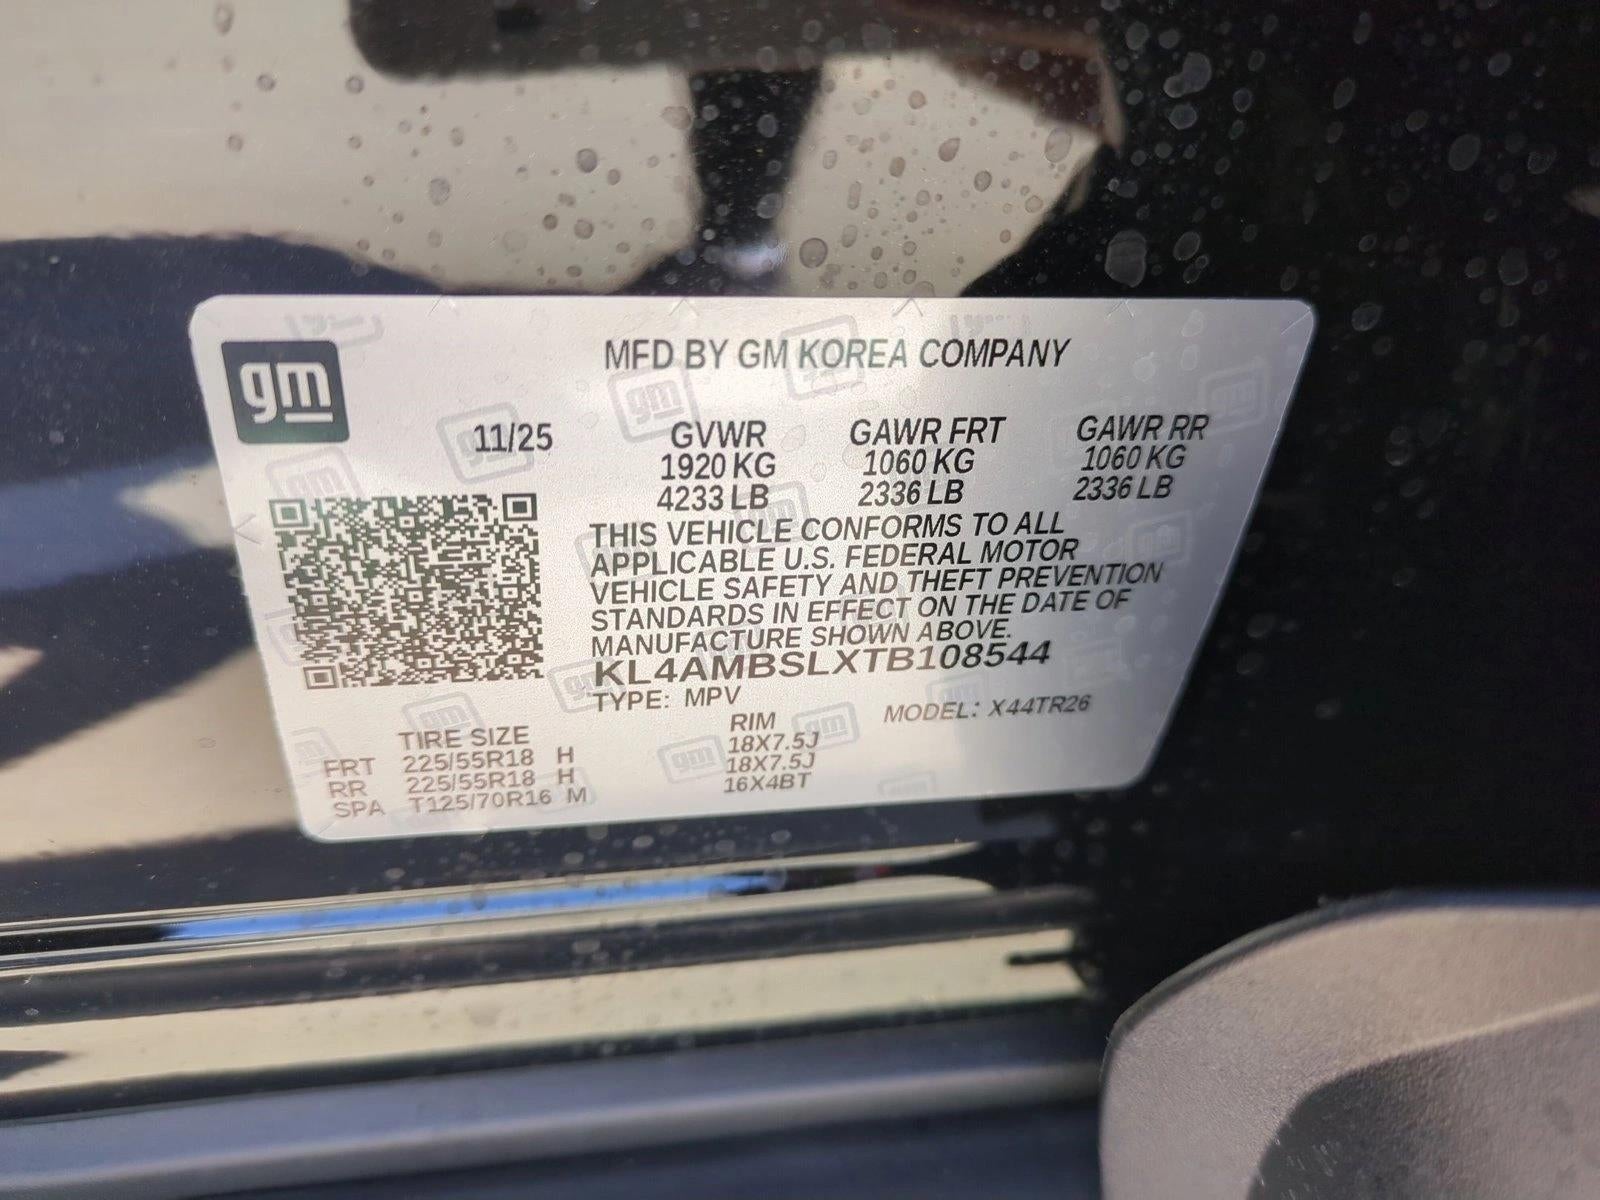 gm
MFD BY GM KOREA COMPANY
11/25 GVWR GAWR FRT GAWR RR
1920 KG 1060 KG 1060 KG
4233 LB 2336 LB 2336 LB
THIS VEHICLE CONFORMS TO ALL
APPLICABLE U.S. FEDERAL MOTOR
VEHICLE SAFETY AND THEFT PREVENTION
STANDARDS IN EFFECT ON THE DATE OF
MANUFACTURE SHOWN ABOVE.
KL4AMBSLXTB108544
TYPE: MPV MODEL: X44TR26
TIRE SIZE RIM
FRT 225/55R18 H 18X7.5J
RR 225/55R18 H 18X7.5J
SPA T125/70R16 M 16X4BT